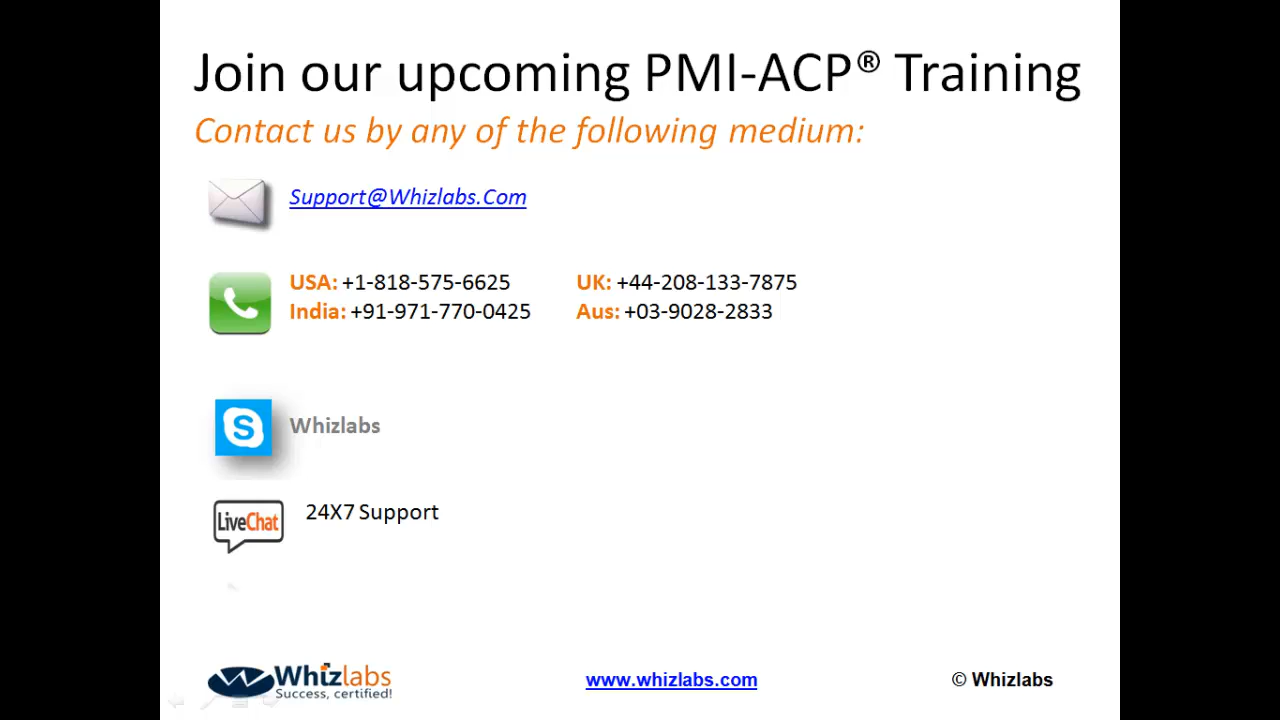 Join our upcoming PMI-ACP® Training
Contact us by any of the following medium:
Support@Whizlabs.Com
USA: +1-818-575-6625 UK: +44-208-133-7875
India: +91-971-770-0425 Aus: +03-9028-2833
S Whizlabs
LiveChat 24X7 Support
Whizlabs
Success, certified!
www.whizlabs.com
© Whizlabs